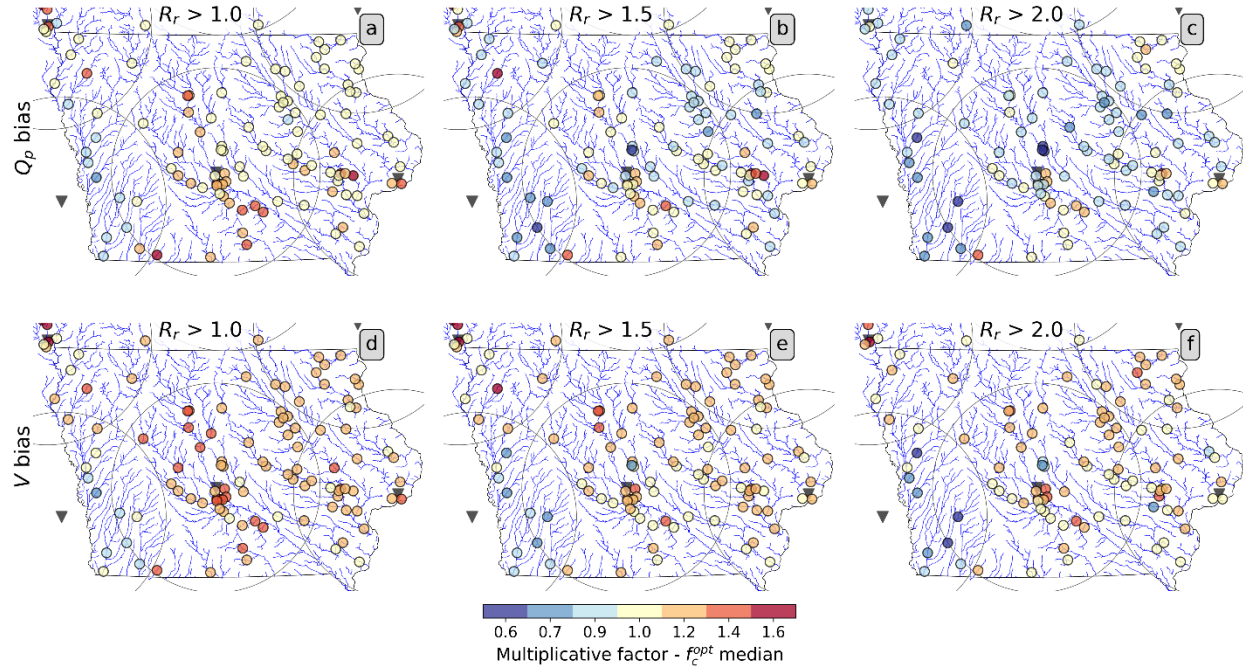 R_r > 1.0
a
R_r > 1.5
b
R_r > 2.0
c
Q_p bias
R_r > 1.0
d
R_r > 1.5
e
R_r > 2.0
f
V bias
0.6 0.7 0.9 1.0 1.2 1.4 1.6
Multiplicative factor - f_c^{opt} median